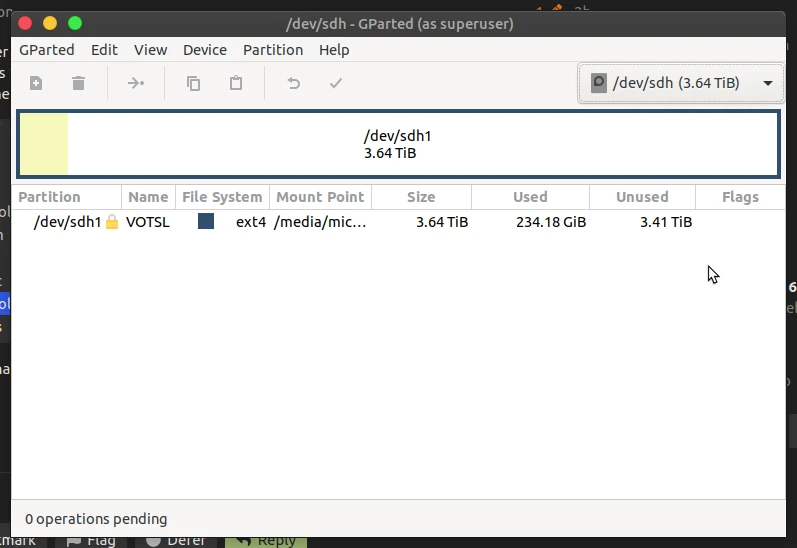 /dev/sdh - GParted (as superuser)
GParted Edit View Device Partition Help
/dev/sdh (3.64 TiB)
/dev/sdh1
3.64 TiB
Partition Name File System Mount Point Size Used Unused Flags
/dev/sdh1 VOTSL ext4 /media/mic... 3.64 TiB 234.18 GiB 3.41 TiB
0 operations pending
Flag Defer Reply